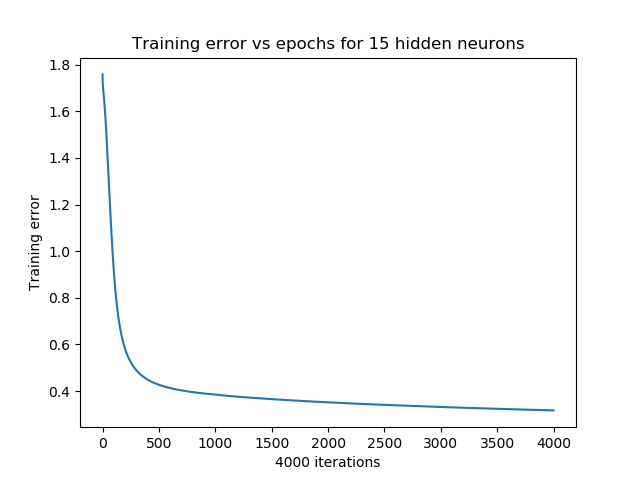 Training error vs epochs for 15 hidden neurons
1.8
1.6
1.4
1.2
1.0
0.8
0.6
0.4
Training error
0 500 1000 1500 2000 2500 3000 3500 4000
4000 iterations